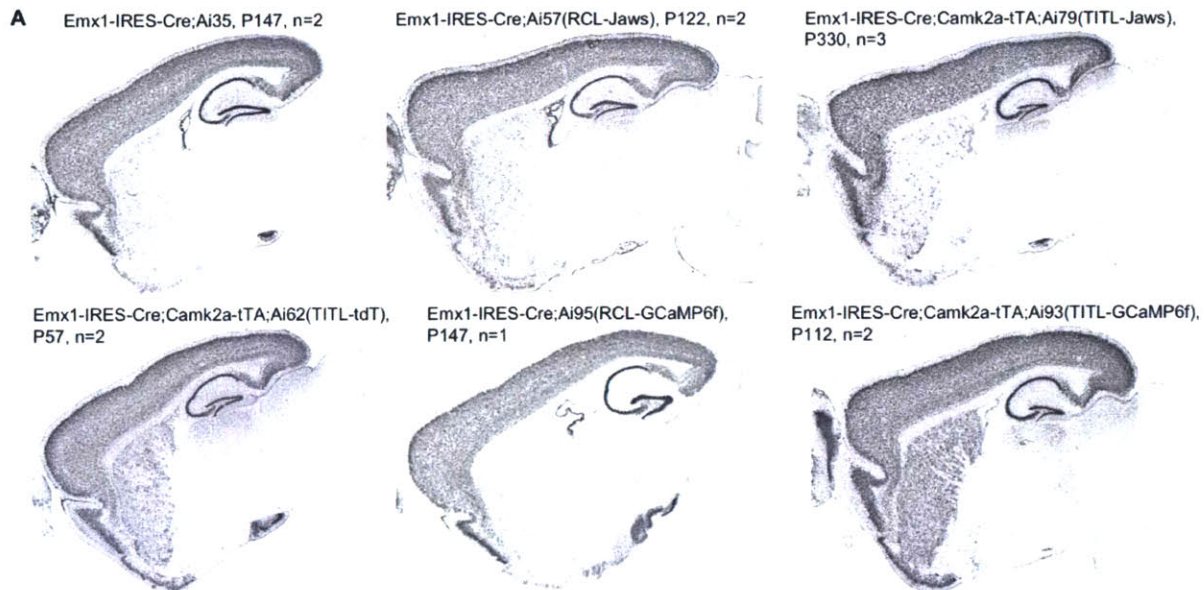 A
Emx1-IRES-Cre;Ai35, P147, n=2
Emx1-IRES-Cre;Ai57(RCL-Jaws), P122, n=2
Emx1-IRES-Cre;Camk2a-tTA;Ai79(TITL-Jaws),
P330, n=3
Emx1-IRES-Cre;Camk2a-tTA;Ai62(TITL-tdT),
P57, n=2
Emx1-IRES-Cre;Ai95(RCL-GCaMP6f),
P147, n=1
Emx1-IRES-Cre;Camk2a-tTA;Ai93(TITL-GCaMP6f),
P112, n=2